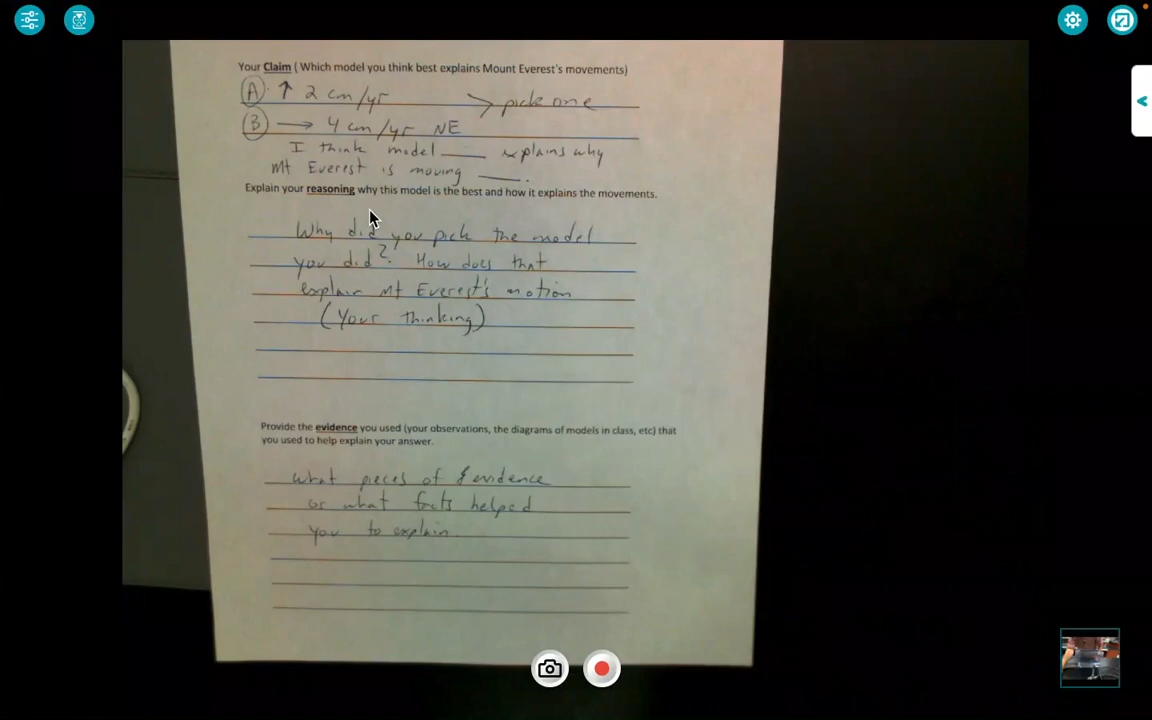 Your Claim ( Which model you think best explains Mount Everest's movements)
A ↑ 2 cm/yr > pick one
B → 4 cm/yr NE
I think model ____ explains why
Mt Everest is moving ____.
Explain your reasoning why this model is the best and how it explains the movements.
Why did you pick the model
you did? How does that
explain Mt Everest's motion
(Your thinking)
Provide the evidence you used (your observations, the diagrams of models in class, etc) that
you used to help explain your answer.
what pieces of evidence
or what facts helped
you to explain.